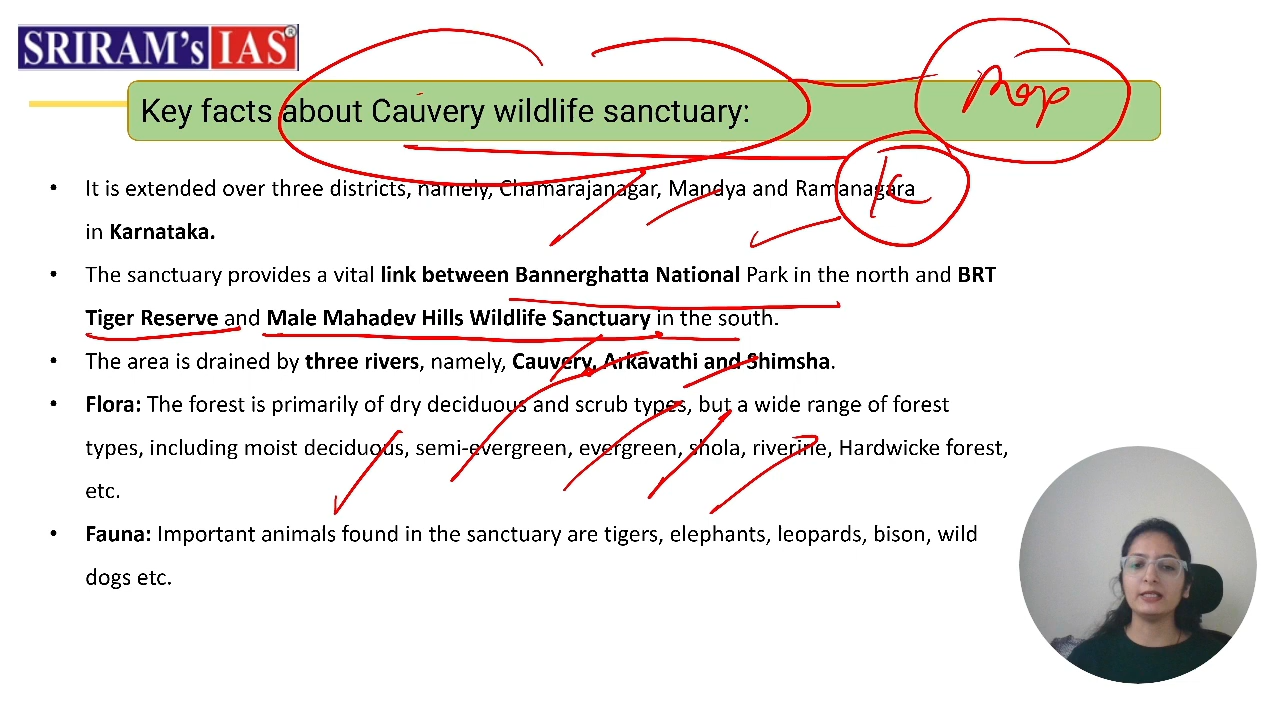 SRIRAM's IAS®
Map
Key facts about Cauvery wildlife sanctuary:
K
• It is extended over three districts, namely, Chamarajanagar, Mandya and Ramanagara
in Karnataka.
• The sanctuary provides a vital link between Bannerghatta National Park in the north and BRT
Tiger Reserve and Male Mahadev Hills Wildlife Sanctuary in the south.
• The area is drained by three rivers, namely, Cauvery, Arkavathi and Shimsha.
• Flora: The forest is primarily of dry deciduous and scrub types, but a wide range of forest
types, including moist deciduous, semi-evergreen, evergreen, shola, riverine, Hardwicke forest,
etc.
• Fauna: Important animals found in the sanctuary are tigers, elephants, leopards, bison, wild
dogs etc.